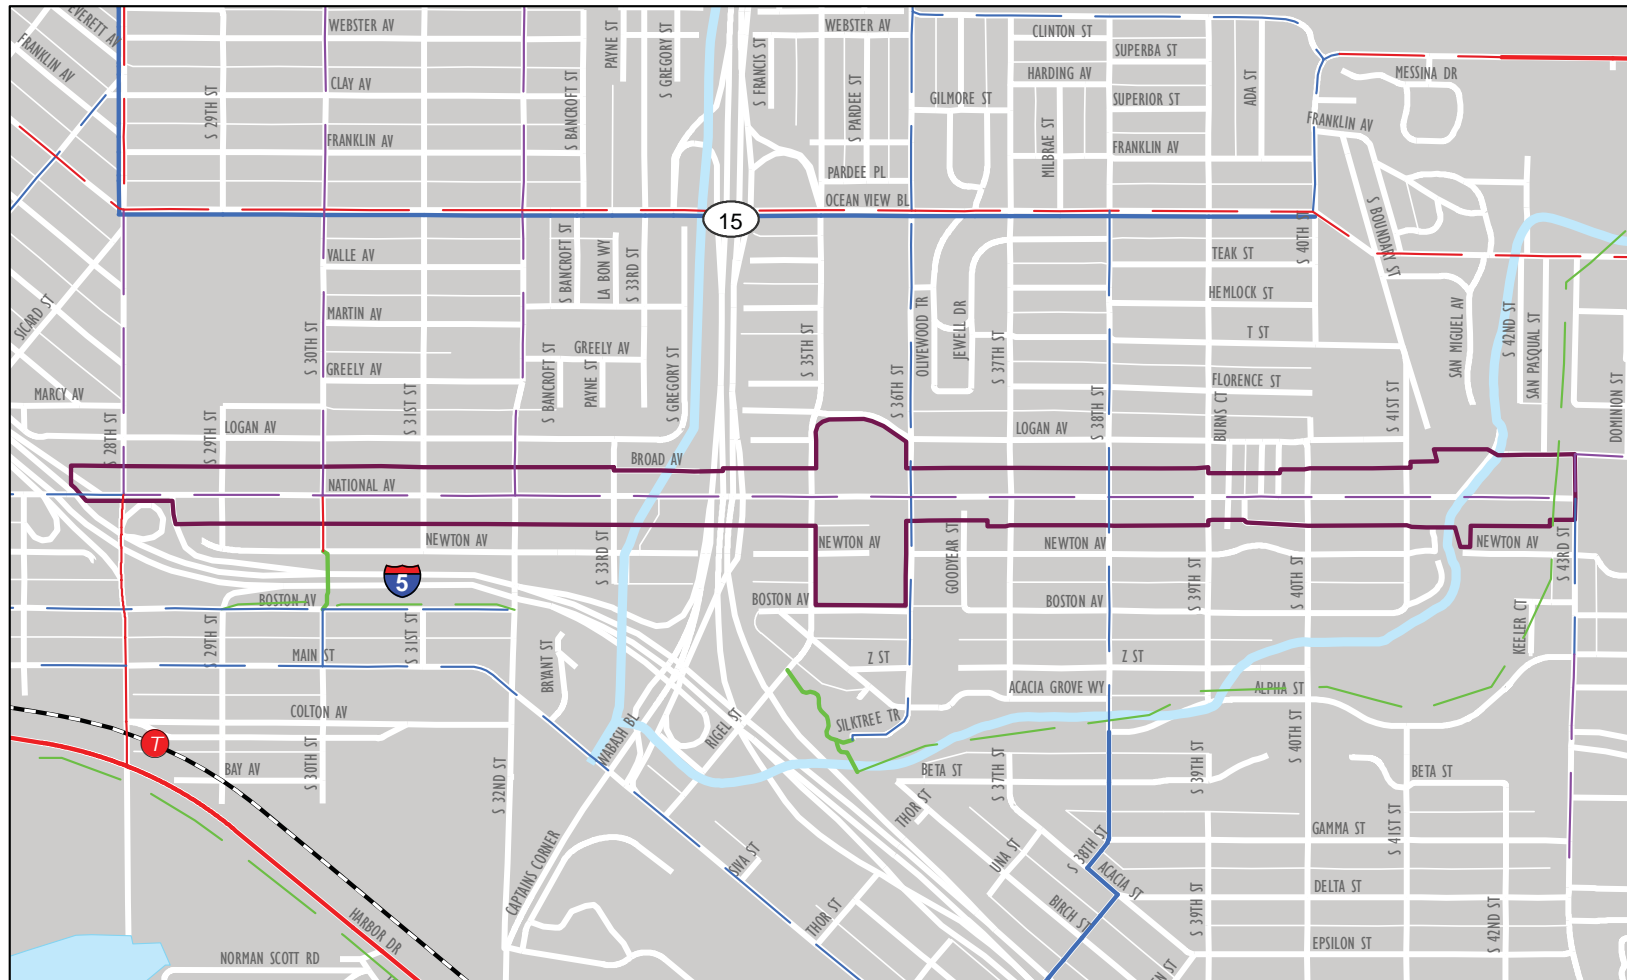 EVERETT AV
WEBSTER AV
PAYNE ST
S GREGORY ST
S FRANCIS ST
WEBSTER AV
CLINTON ST
SUPERBA ST
FRANKLIN AV
CLAY AV
S 29TH ST
S BANCROFT ST
S PARDEE ST
GILMORE ST
HARDING AV
SUPERIOR ST
ADA ST
MESSINA DR
FRANKLIN AV
FRANKLIN AV
MILBRAE ST
FRANKLIN AV
PARDEE PL
OCEAN VIEW BL
15
S 40TH ST
S BOUNDARY ST
SICARD ST
VALLE AV
S BANCROFT ST
LA BON WY
S 33RD ST
TEAK ST
HEMLOCK ST
MARTIN AV
S 30TH ST
GREELY AV
GREELY AV
S 31ST ST
S BANCROFT ST
PAYNE ST
S GREGORY ST
S 35TH ST
S 36TH ST
OLIVEWOOD TR
JEWELL DR
S 37TH ST
T ST
FLORENCE ST
SAN MIGUEL AV
S 42ND ST
SAN PASQUAL ST
DOMINION ST
MARCY AV
S 28TH ST
S 29TH ST
LOGAN AV
LOGAN AV
S 38TH ST
BURNS CT
S 41ST ST
BROAD AV
NATIONAL AV
NEWTON AV
S 33RD ST
NEWTON AV
GOODYEAR ST
NEWTON AV
S 39TH ST
S 40TH ST
NEWTON AV
S 43RD ST
5
BOSTON AV
BOSTON AV
BOSTON AV
S 29TH ST
S 31ST ST
MAIN ST
BRYANT ST
Z ST
Z ST
KEELER CT
ACACIA GROVE WY
ALPHA ST
COLTON AV
WABASH BL
RIGEL ST
SILKTREE TR
S 40TH ST
T
BAY AV
S 30TH ST
S 32ND ST
BETA ST
S 37TH ST
S 39TH ST
BETA ST
THOR ST
UNA ST
S 38TH ST
GAMMA ST
S 41ST ST
CAPTAINS CORNER
SIVA ST
ACACIA ST
DELTA ST
HARBOR DR
THOR ST
BIRCH ST
S 39TH ST
S 42ND ST
NORMAN SCOTT RD
EPSILON ST
EN ST